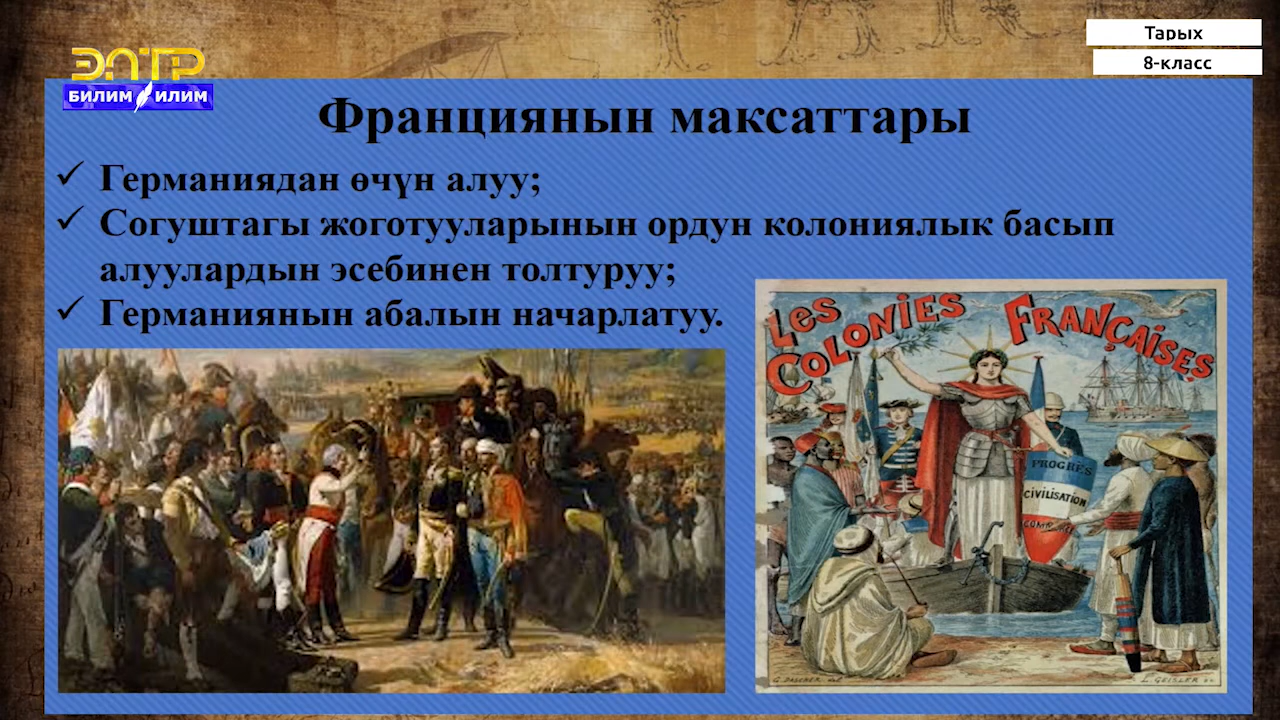 Тарых
8-класс
ЭЛТР
БИЛИМ ИЛИМ
Франциянын максаттары
✓ Германиядан өчүн алуу;
✓ Согуштагы жоготууларынын ордун колониялык басып
алуулардын эсебинен толтуруу;
✓ Германиянын абалын начарлатуу.
LES COLONIES FRANÇAISES
PROGRÈS
CIVILISATION